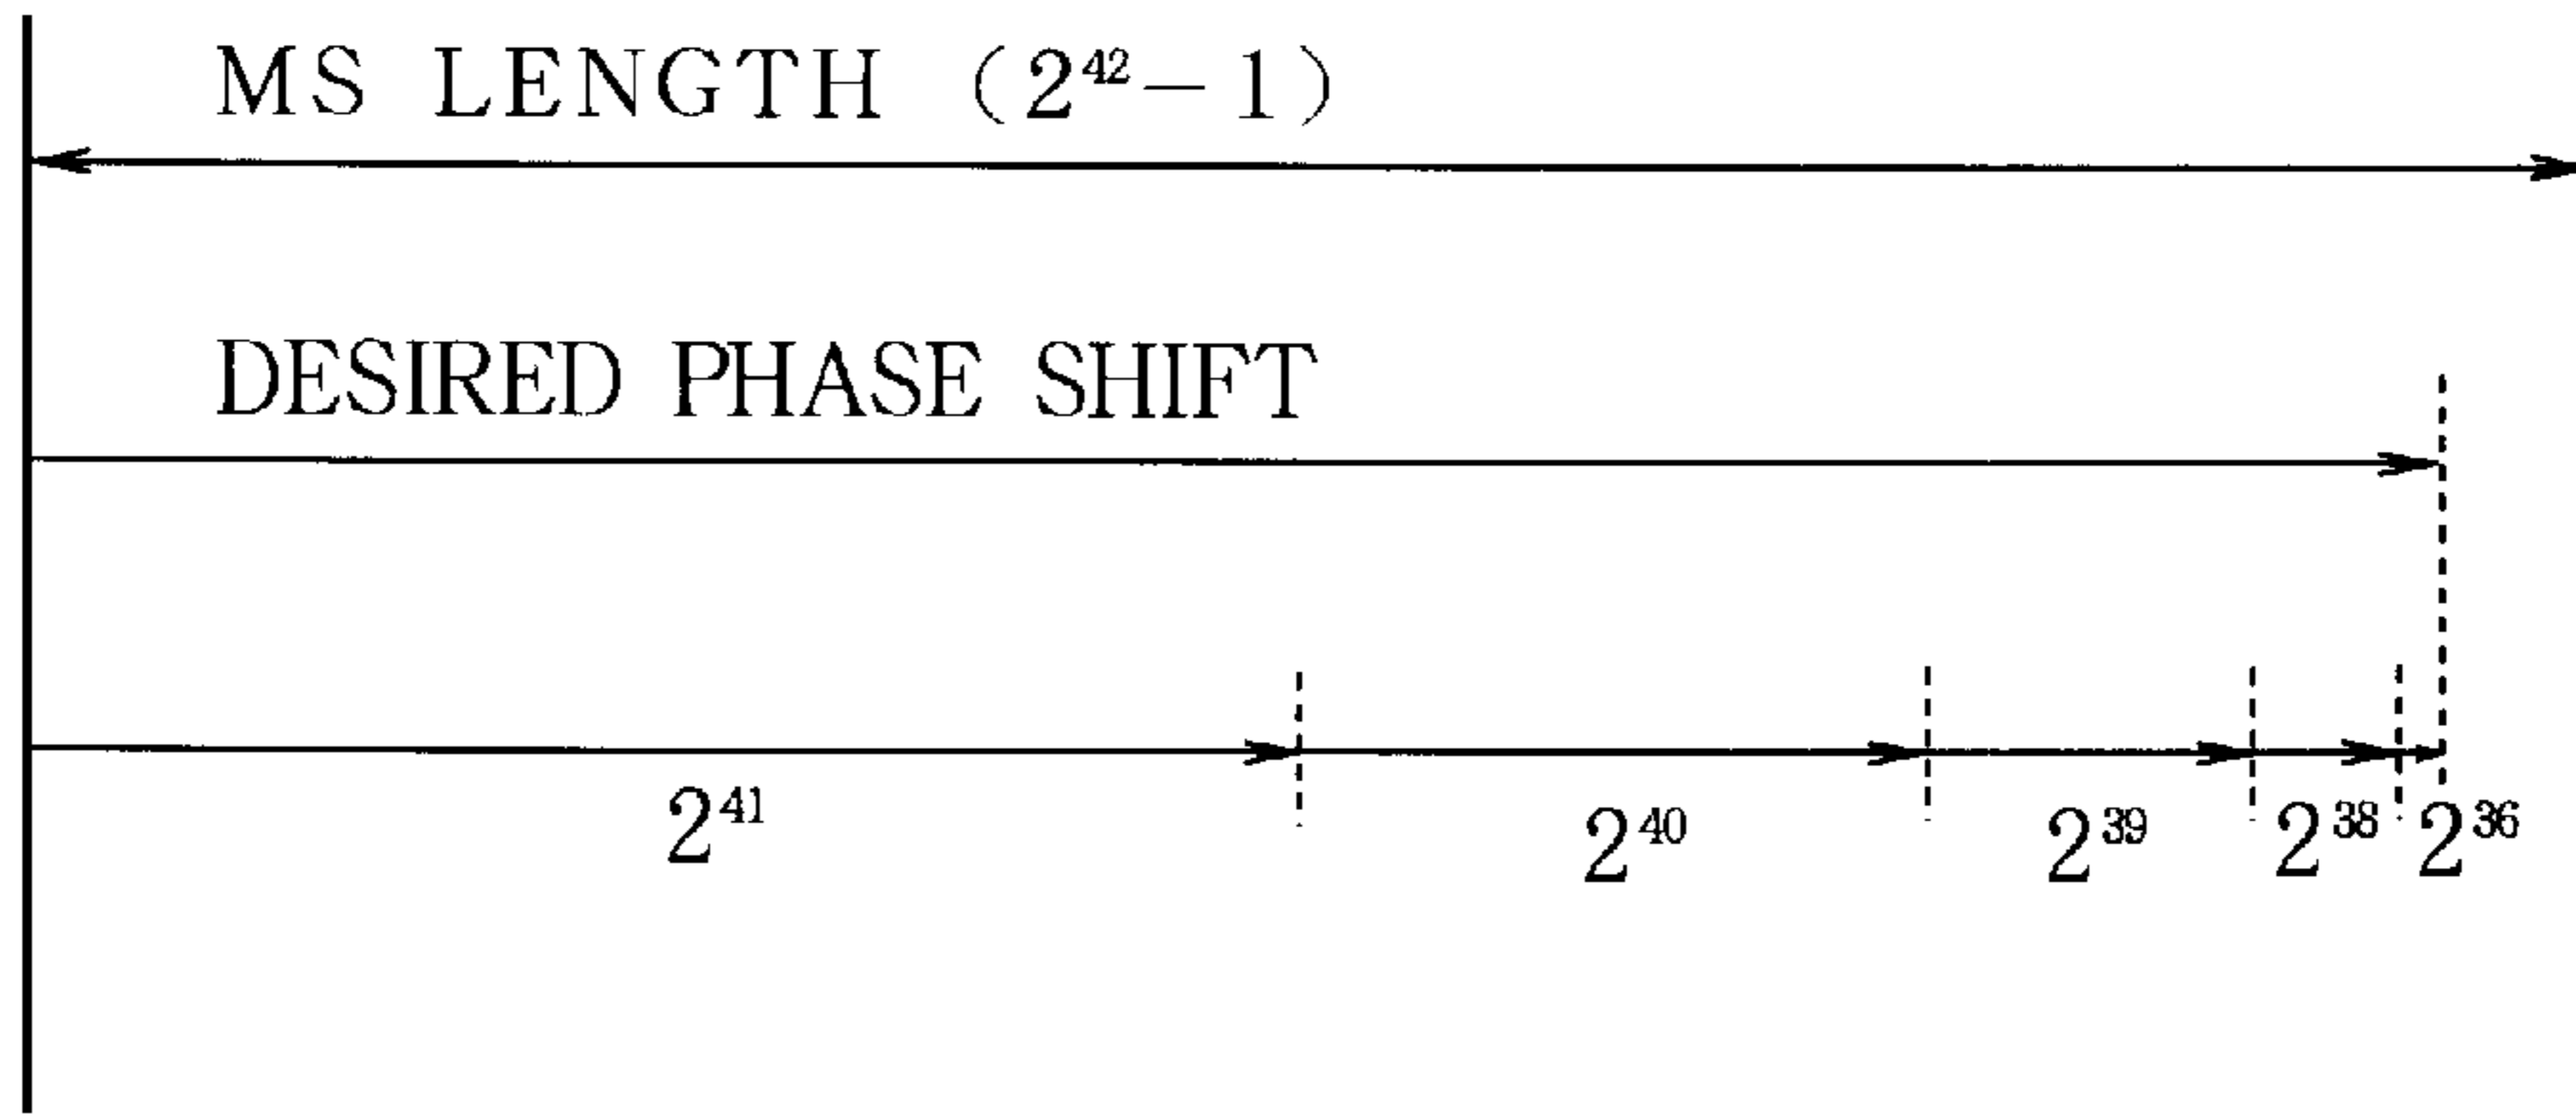 MS LENGTH (2⁴²−1)
DESIRED PHASE SHIFT
2⁴¹ 2⁴⁰ 2³⁹ 2³⁸ 2³⁶